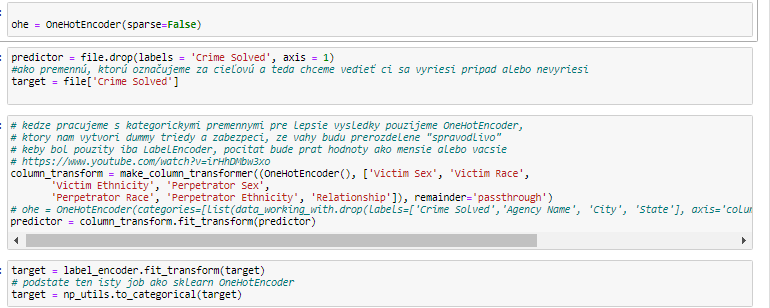 ohe = OneHotEncoder(sparse=False)
predictor = file.drop(labels = 'Crime Solved', axis = 1)
#ako premennú, ktorú označujeme za cieľovú a teda chceme vedieť ci sa vyriesi pripad alebo nevyriesi
target = file['Crime Solved']
# kedze pracujeme s kategorickymi premennymi pre lepsie vysledky pouzijeme OneHotEncoder,
# ktory nam vytvori dummy triedy a zabezpeci, ze vahy budu prerozdelene "spravodlivo"
# keby bol pouzity iba LabelEncoder, pocitat bude prat hodnoty ako mensie alebo vacsie
# https://www.youtube.com/watch?v=irHhDMbw3xo
column_transform = make_column_transformer((OneHotEncoder(), ['Victim Sex', 'Victim Race',
'Victim Ethnicity', 'Perpetrator Sex',
'Perpetrator Race', 'Perpetrator Ethnicity', 'Relationship']), remainder='passthrough')
# ohe = OneHotEncoder(categories=[list(data_working_with.drop(labels=['Crime Solved','Agency Name', 'City', 'State'], axis='colum
predictor = column_transform.fit_transform(predictor)
target = label_encoder.fit_transform(target)
# podstate ten isty job ako sklearn OneHotEncoder
target = np_utils.to_categorical(target)